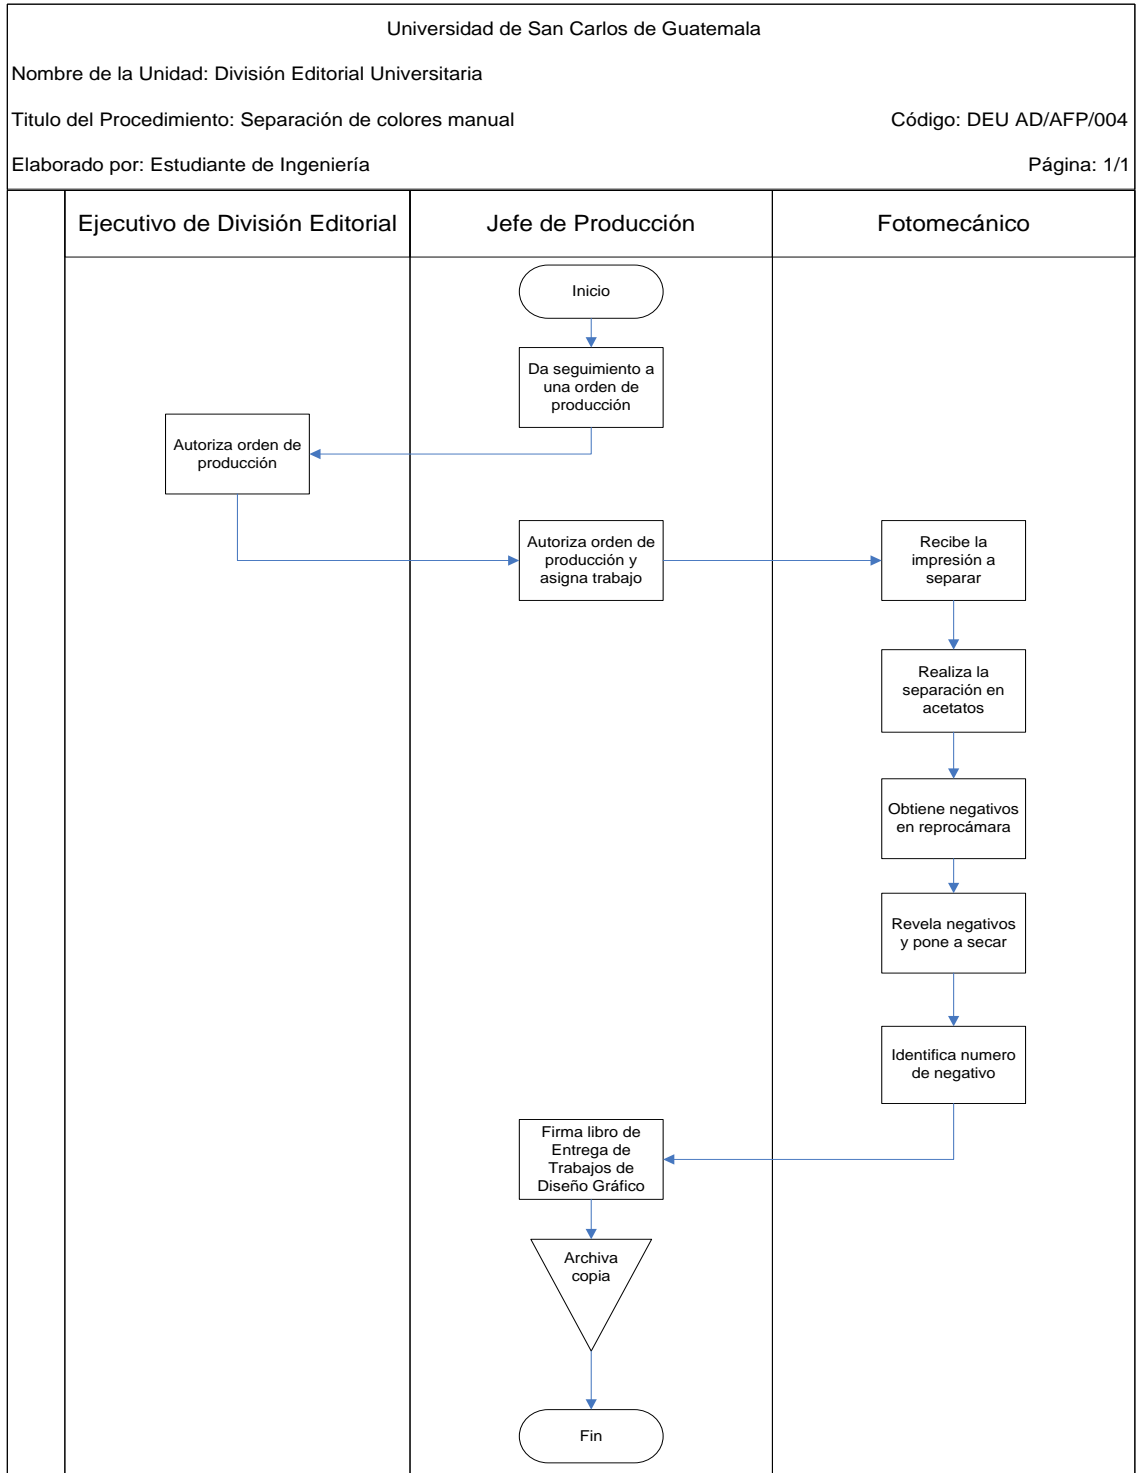 Universidad de San Carlos de Guatemala
Nombre de la Unidad: División Editorial Universitaria
Titulo del Procedimiento: Separación de colores manual
Código: DEU AD/AFP/004
Elaborado por: Estudiante de Ingeniería
Página: 1/1
Ejecutivo de División Editorial
Jefe de Producción
Fotomecánico
Inicio
Da seguimiento a
una orden de
producción
Autoriza orden de
producción
Autoriza orden de
producción y
asigna trabajo
Recibe la
impresión a
separar
Realiza la
separación en
acetatos
Obtiene negativos
en reprocámara
Revela negativos
y pone a secar
Identifica numero
de negativo
Firma libro de
Entrega de
Trabajos de
Diseño Gráfico
Archiva
copia
Fin